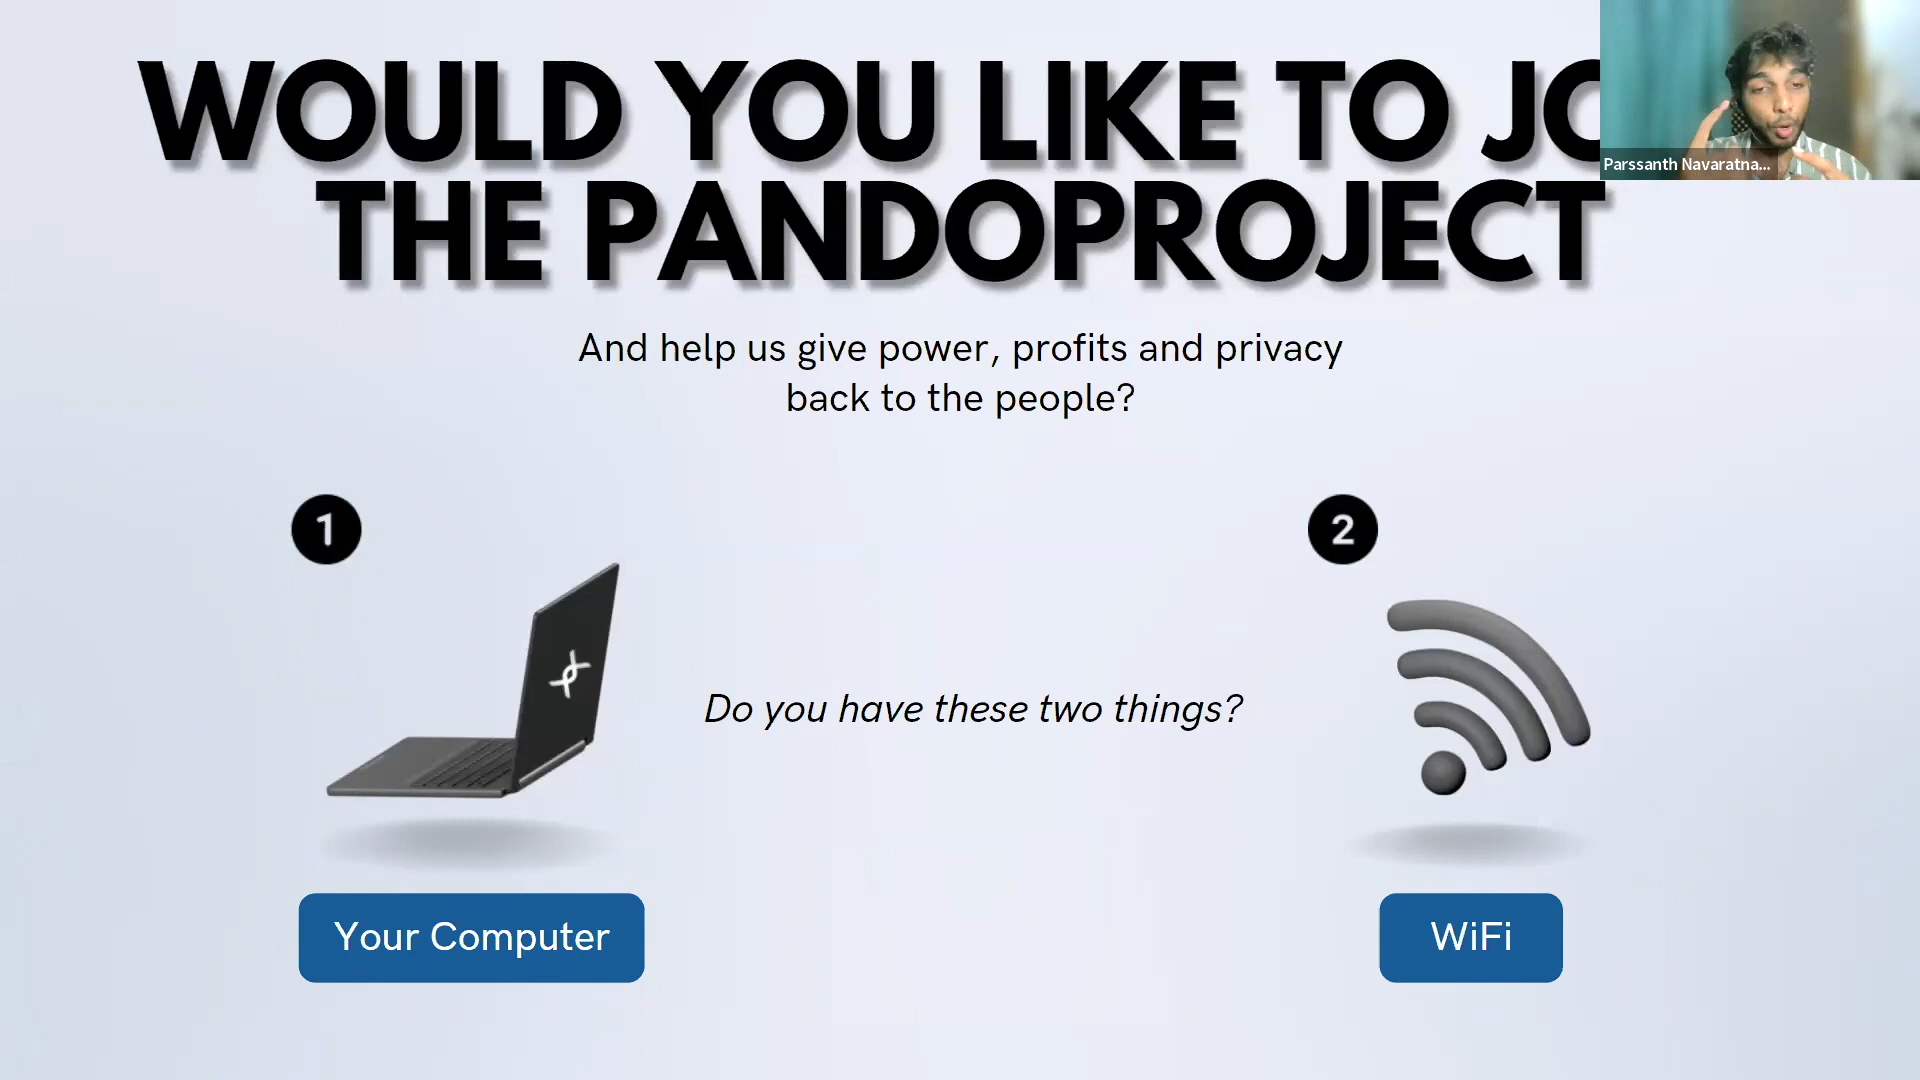 WOULD YOU LIKE TO JO
THE PANDOPROJECT
Parssanth Navaratna...
And help us give power, profits and privacy
back to the people?
1
2
Do you have these two things?
Your Computer
WiFi